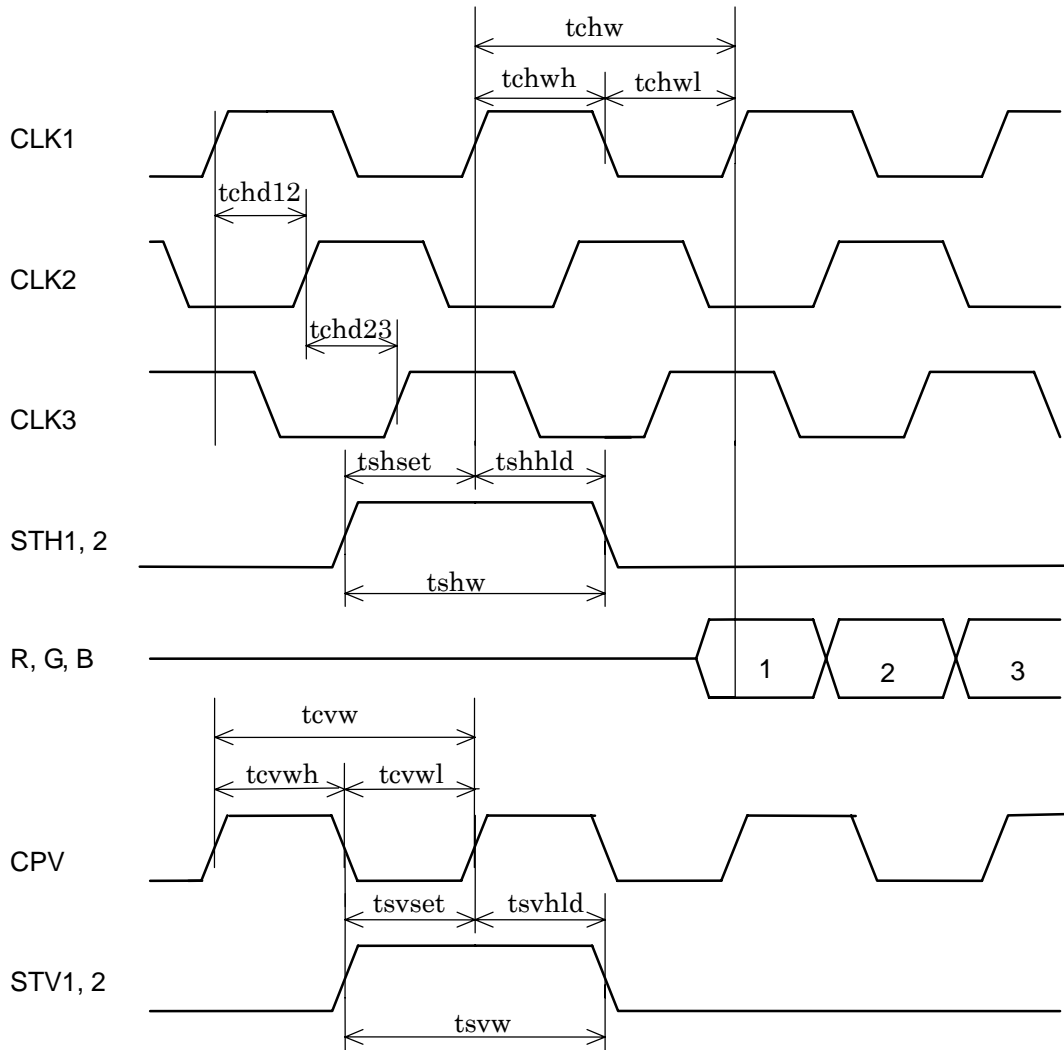 tchw
tchwh
tchwl
CLK1
tchd12
CLK2
tchd23
CLK3
tshset
tshhld
STH1, 2
tshw
R, G, B
1
2
3
tcvw
tcvwh
tcvwl
CPV
tsvset
tsvhld
STV1, 2
tsvw